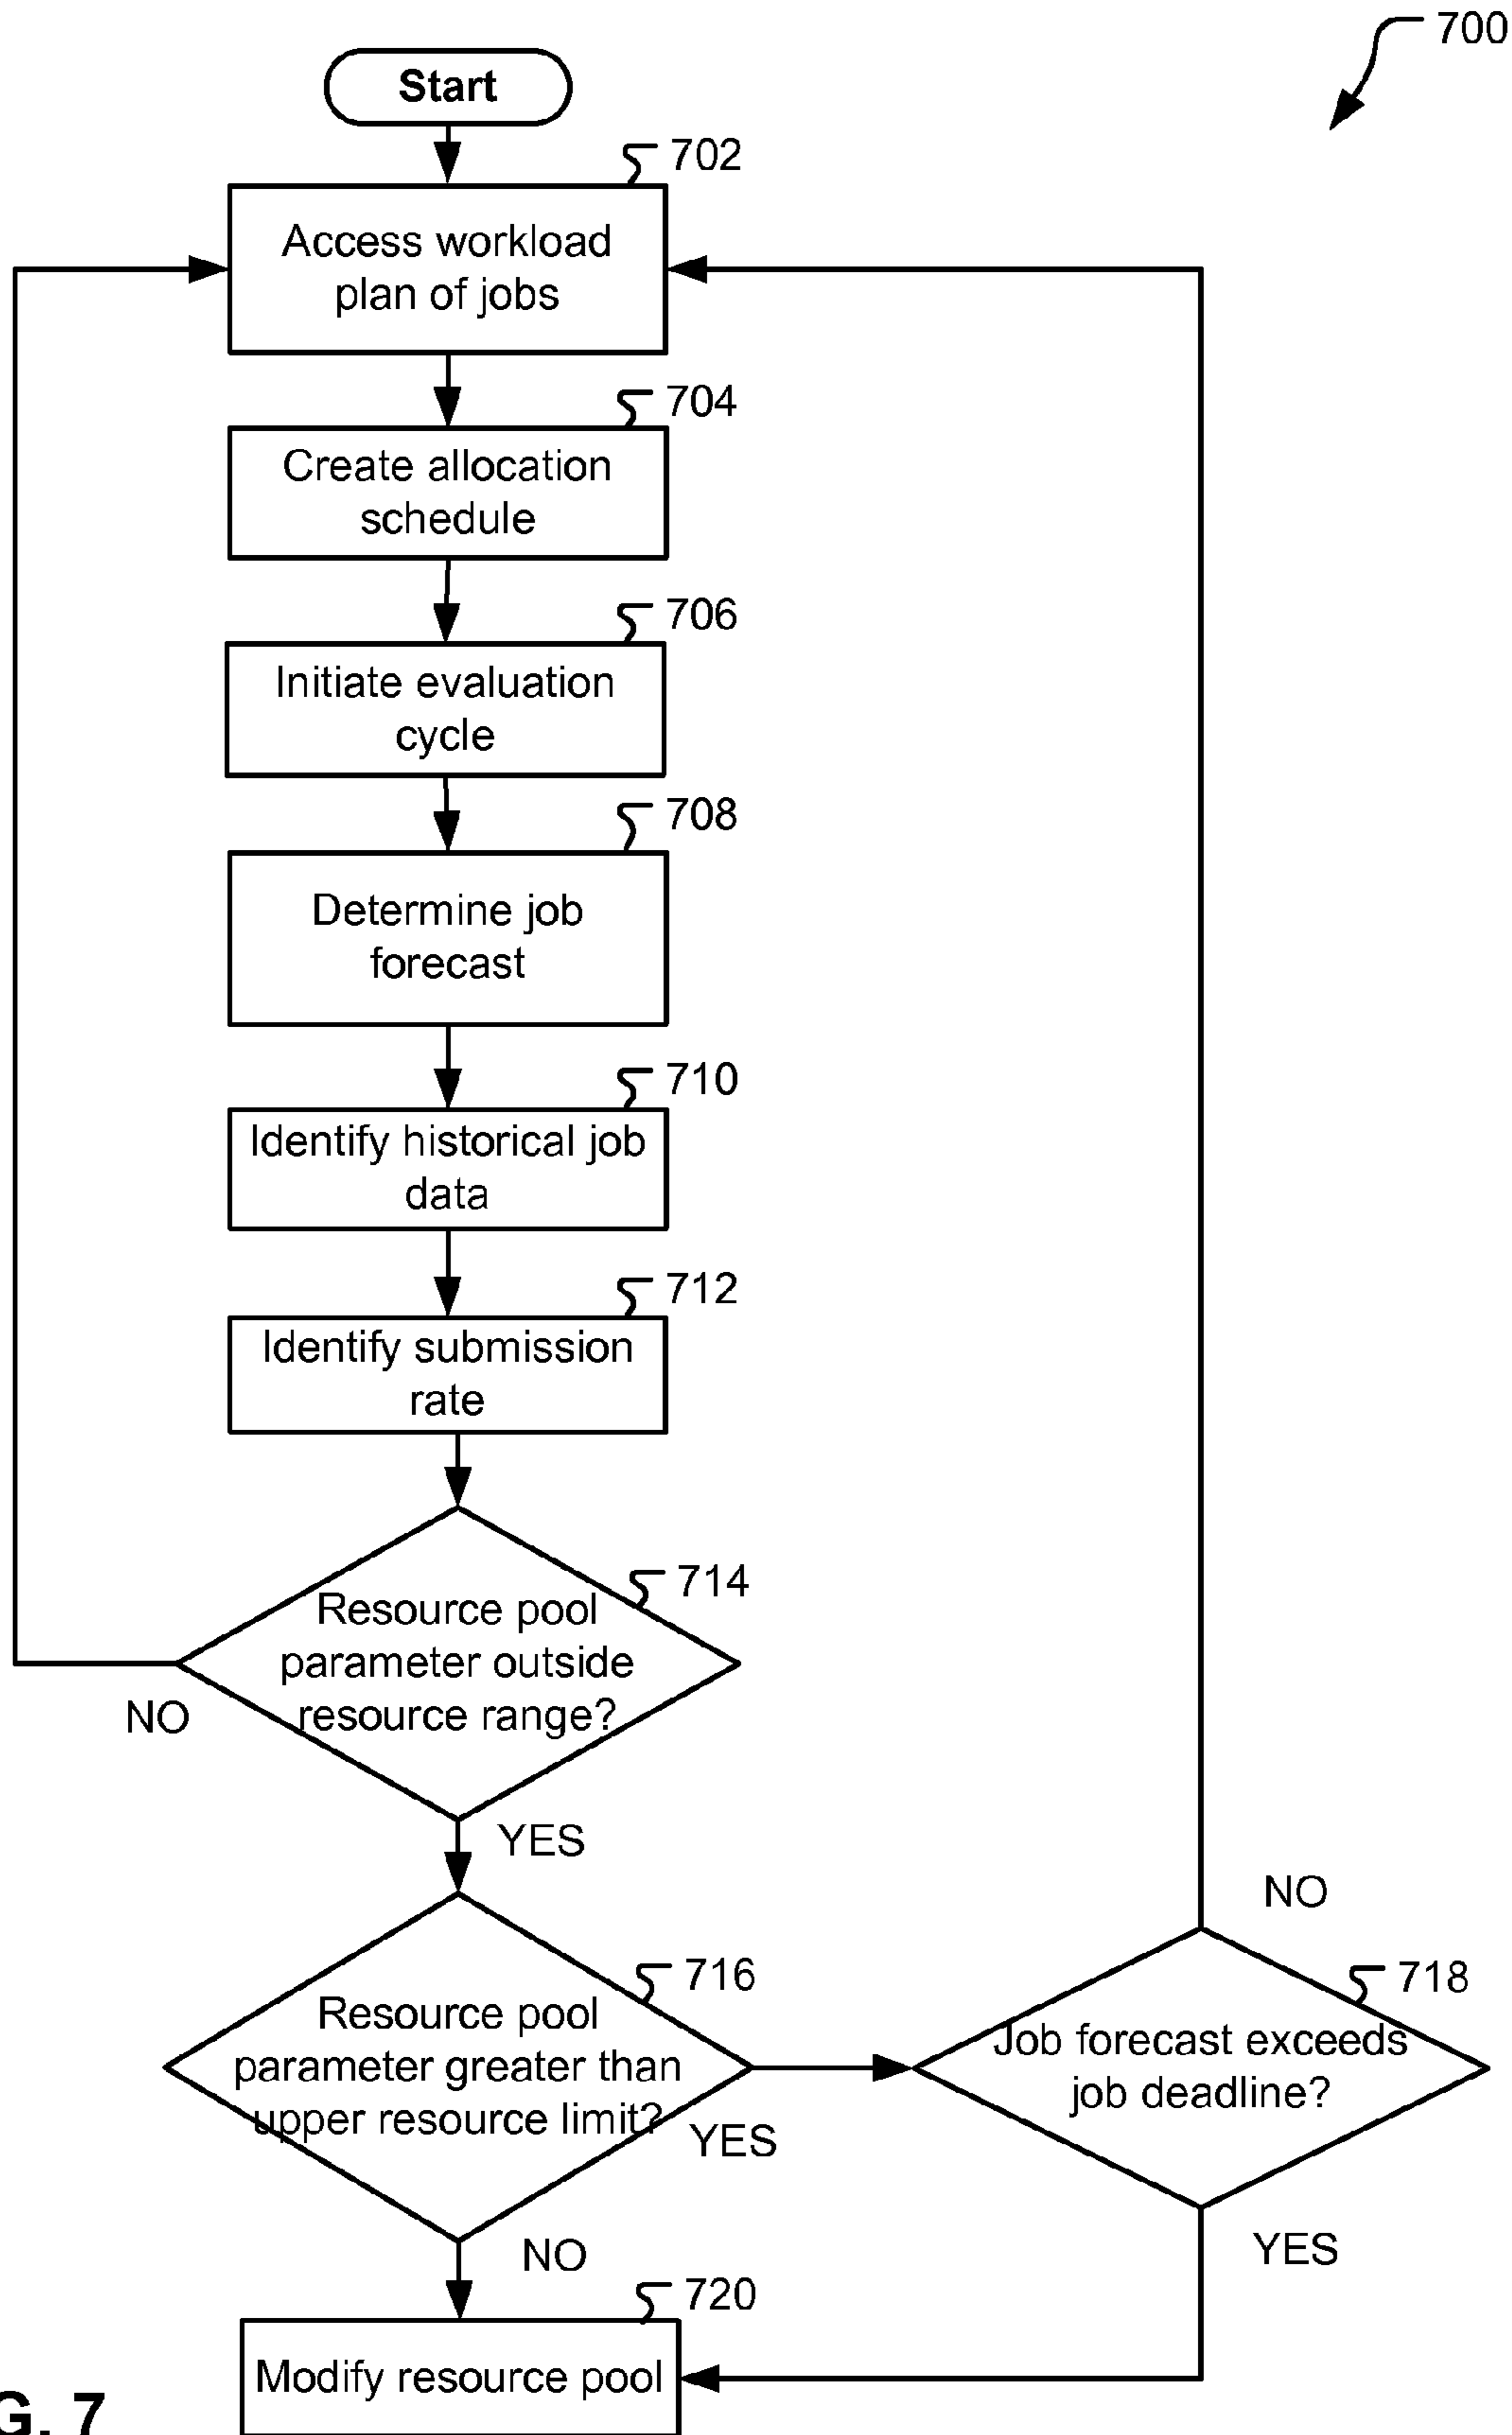 700
Start
702
Access workload
plan of jobs
704
Create allocation
schedule
706
Initiate evaluation
cycle
708
Determine job
forecast
710
Identify historical job
data
712
Identify submission
rate
714
Resource pool
parameter outside
resource range?
NO
YES
716
Resource pool
parameter greater than
upper resource limit?
YES
NO
718
Job forecast exceeds
job deadline?
NO
YES
720
Modify resource pool
G. 7